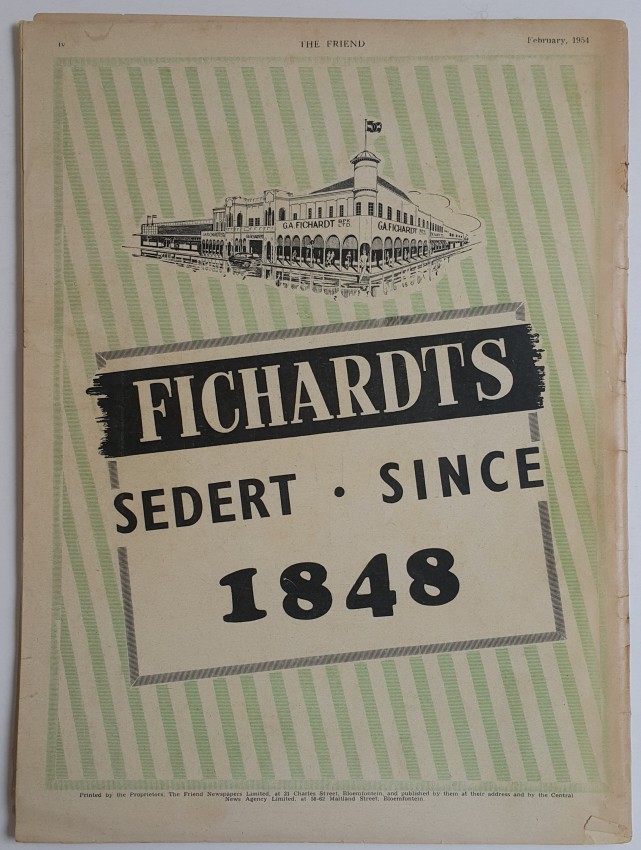 iv THE FRIEND February, 1954
G.A. FICHARDT BPK LTD. G.A. FICHARDT
FICHARDTS
SEDERT · SINCE
1848
Printed by the Proprietors, The Friend Newspapers Limited, at 21 Charles Street, Bloemfontein, and published by them at their address and by the Central
News Agency Limited, at 58-62 Maitland Street, Bloemfontein.